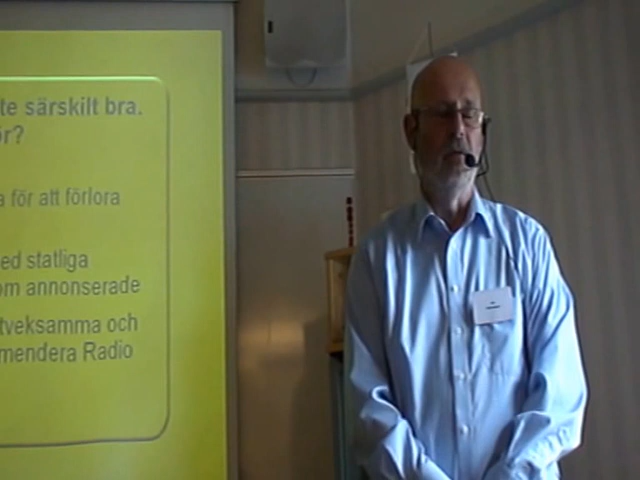 te särskilt bra.
ör?
a för att förlora
ed statliga
om annonserade
tveksamma och
mendera Radio